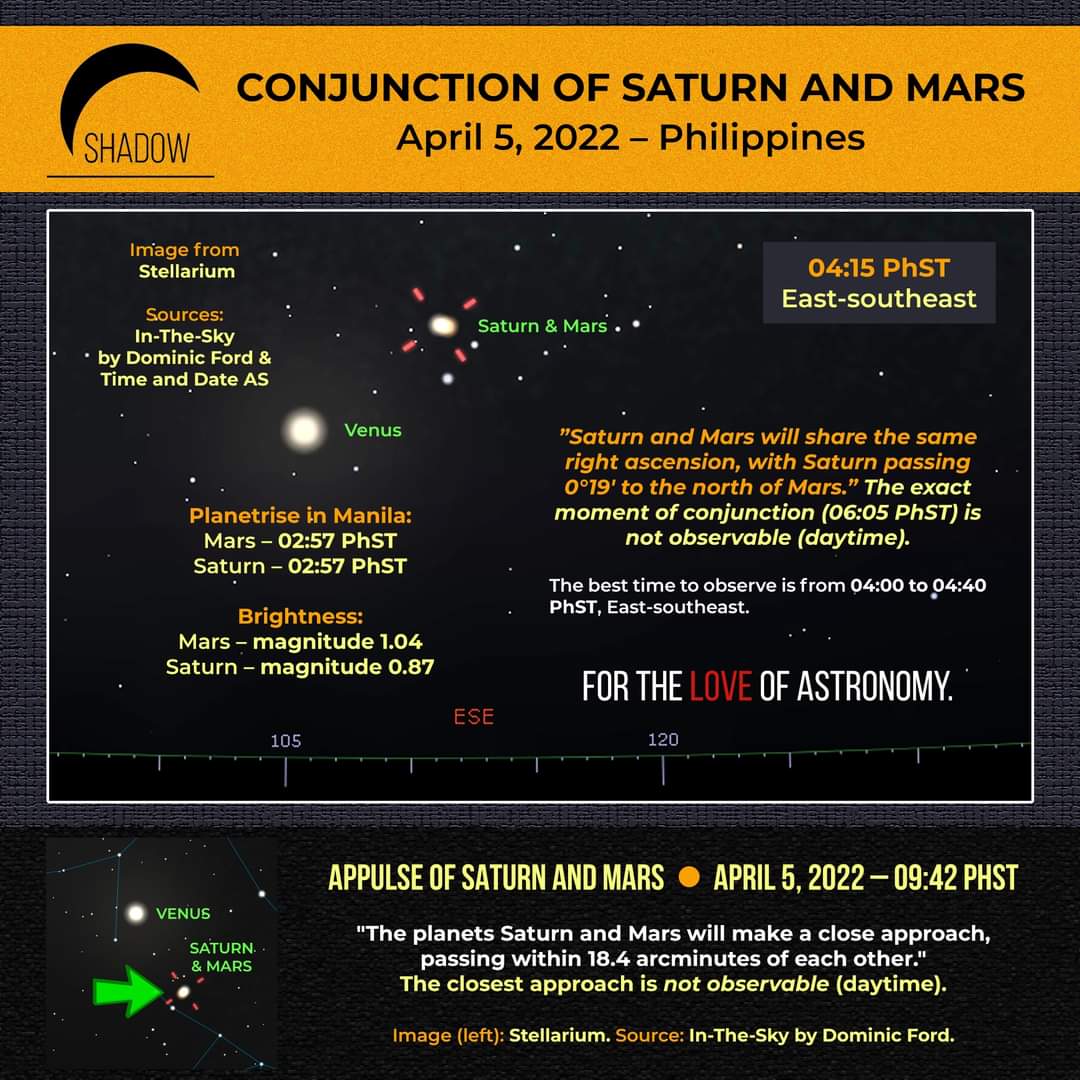 SHADOW
CONJUNCTION OF SATURN AND MARS
April 5, 2022 – Philippines
Image from
Stellarium
Sources:
In-The-Sky
by Dominic Ford &
Time and Date AS
04:15 PhST
East-southeast
Saturn & Mars
Venus
"Saturn and Mars will share the same
right ascension, with Saturn passing
0°19' to the north of Mars." The exact
moment of conjunction (06:05 PhST) is
not observable (daytime).
Planetrise in Manila:
Mars – 02:57 PhST
Saturn – 02:57 PhST
The best time to observe is from 04:00 to 04:40
PhST, East-southeast.
Brightness:
Mars – magnitude 1.04
Saturn – magnitude 0.87
FOR THE LOVE OF ASTRONOMY.
ESE
105
120
VENUS
SATURN
& MARS
APPULSE OF SATURN AND MARS ● APRIL 5, 2022 – 09:42 PHST
"The planets Saturn and Mars will make a close approach,
passing within 18.4 arcminutes of each other."
The closest approach is not observable (daytime).
Image (left): Stellarium. Source: In-The-Sky by Dominic Ford.